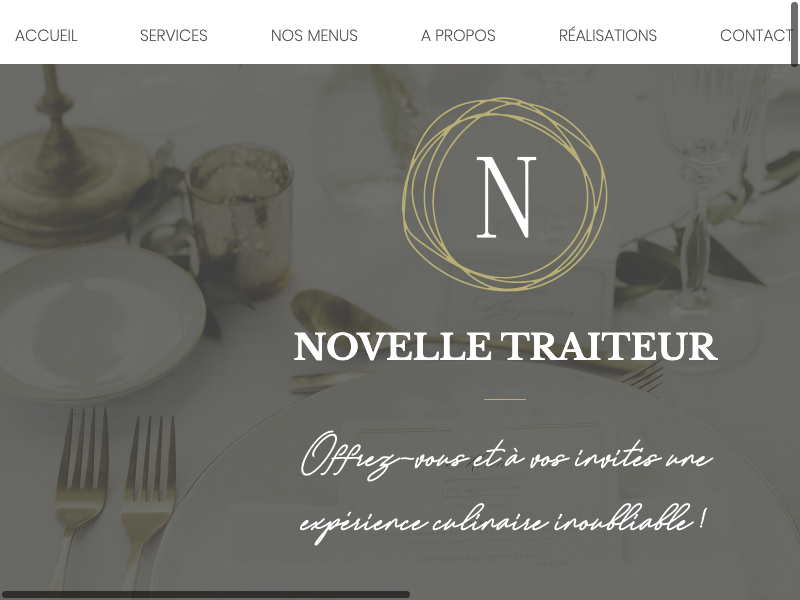 ACCUEIL SERVICES NOS MENUS A PROPOS RÉALISATIONS CONTACT
N
NOVELLE TRAITEUR
Offrez-vous et à vos invités une
expérience culinaire inoubliable !